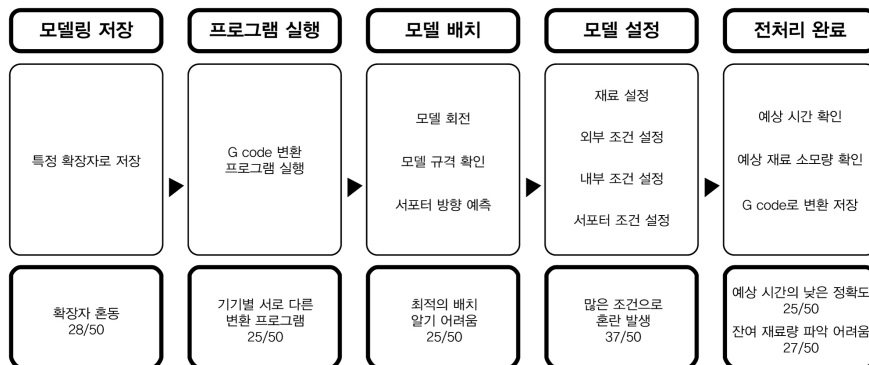 모델링 저장
프로그램 실행
모델 배치
모델 설정
전처리 완료
특정 확장자로 저장
G code 변환
프로그램 실행
모델 회전
모델 규격 확인
서포터 방향 예측
재료 설정
외부 조건 설정
내부 조건 설정
서포터 조건 설정
예상 시간 확인
예상 재료 소모량 확인
G code로 변환 저장
확장자 혼동
28/50
기기별 서로 다른
변환 프로그램
25/50
최적의 배치
알기 어려움
25/50
많은 조건으로
혼란 발생
37/50
예상 시간의 낮은 정확도
25/50
잔여 재료량 파악 어려움
27/50